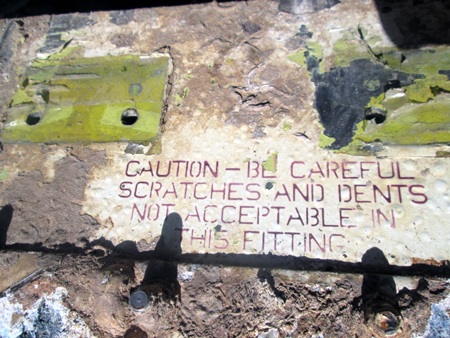 CAUTION - BE CAREFUL
SCRATCHES AND DENTS
NOT ACCEPTABLE IN
THIS FITTING